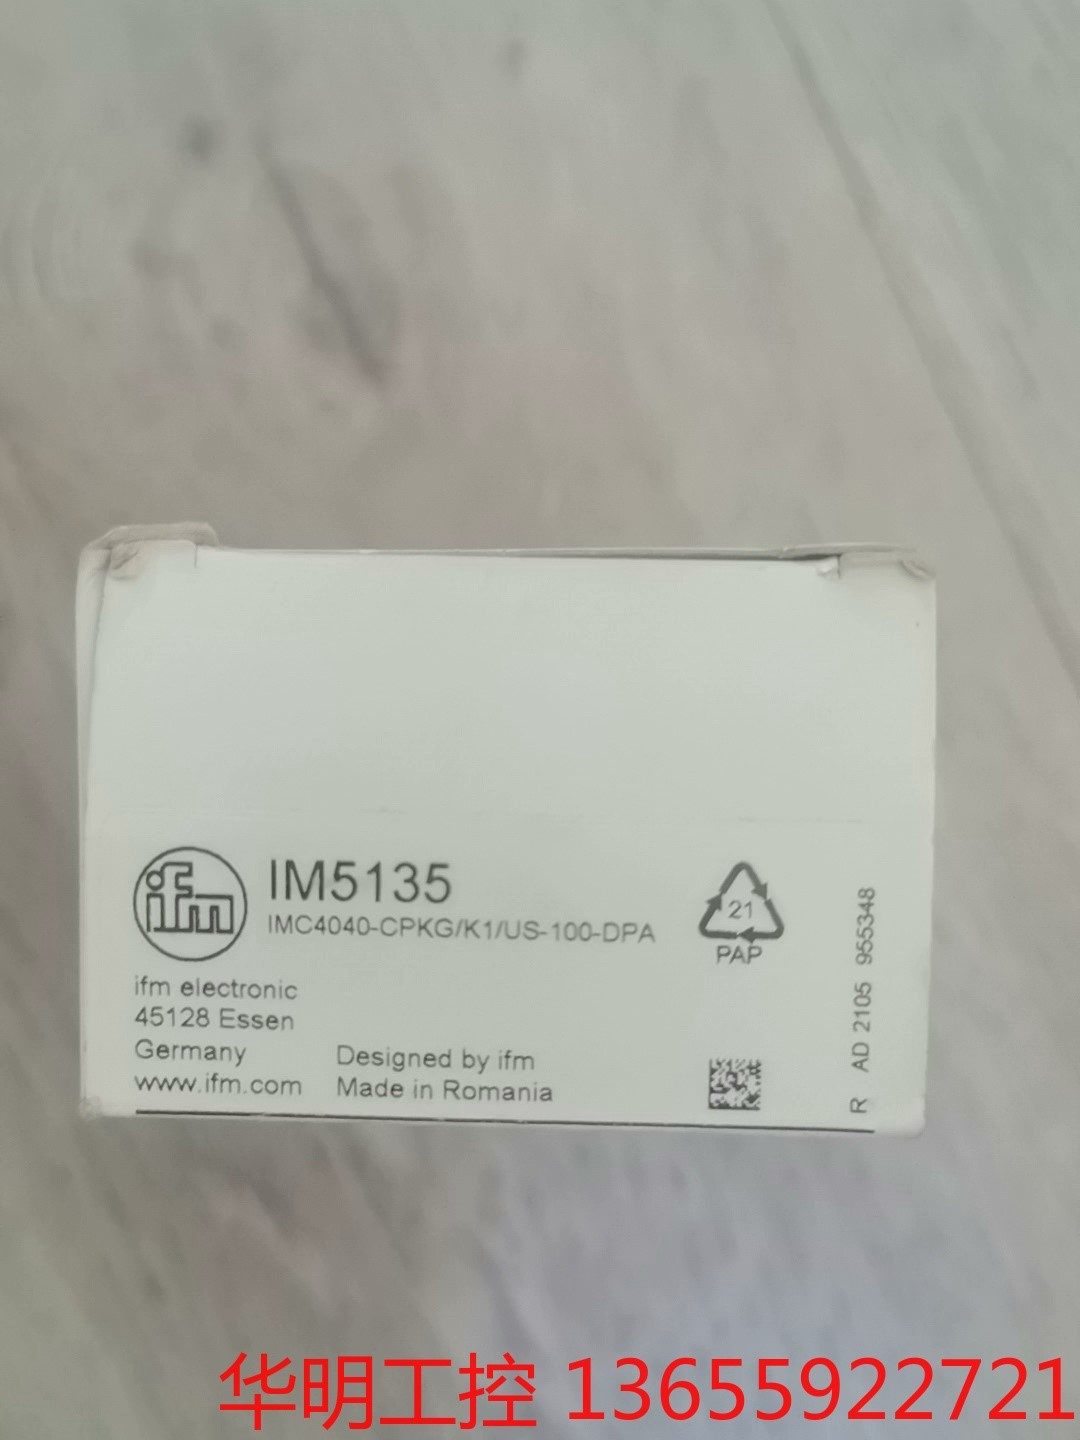 ifm
IM5135
IMC4040-CPKG/K1/US-100-DPA
21
PAP
ifm electronic
45128 Essen
Germany
www.ifm.com
Designed by ifm
Made in Romania
R AD 2105 955348
华明工控 13655922721